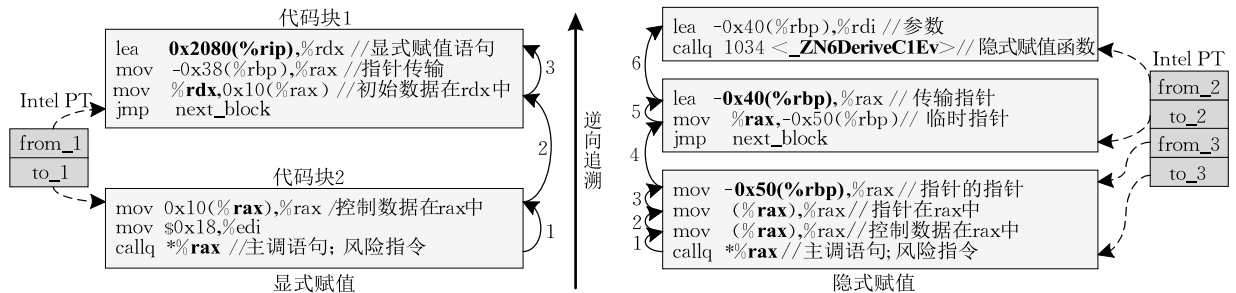 代码块1
lea 0x2080(%rip),%rdx //显式赋值语句
mov -0x38(%rbp),%rax //指针传输
mov %rdx,0x10(%rax) //初始数据在rdx中
jmp next_block
3
Intel PT
from_1
to_1
2
代码块2
mov 0x10(%rax),%rax /控制数据在rax中
mov $0x18,%edi
callq *%rax //主调语句; 风险指令
1
显式赋值
逆向追溯
lea -0x40(%rbp),%rdi //参数
callq 1034 <_ZN6DeriveC1Ev>//隐式赋值函数
6
lea -0x40(%rbp),%rax //传输指针
mov %rax,-0x50(%rbp)//临时指针
jmp next_block
5
4
mov -0x50(%rbp),%rax //指针的指针
mov (%rax),%rax//指针在rax中
mov (%rax),%rax//控制数据在rax中
callq *%rax //主调语句;风险指令
3
2
1
隐式赋值
Intel PT
from_2
to_2
from_3
to_3